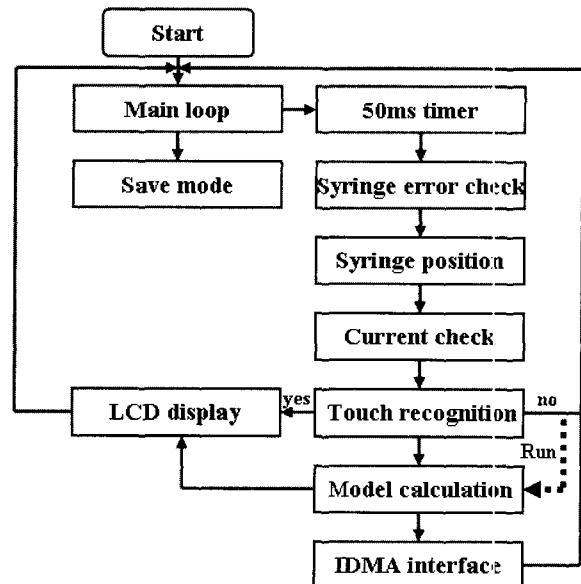 Start
Main loop
50ms timer
Save mode
Syringe error check
Syringe position
Current check
LCD display
yes
Touch recognition
no
Run
Model calculation
IDMA interface